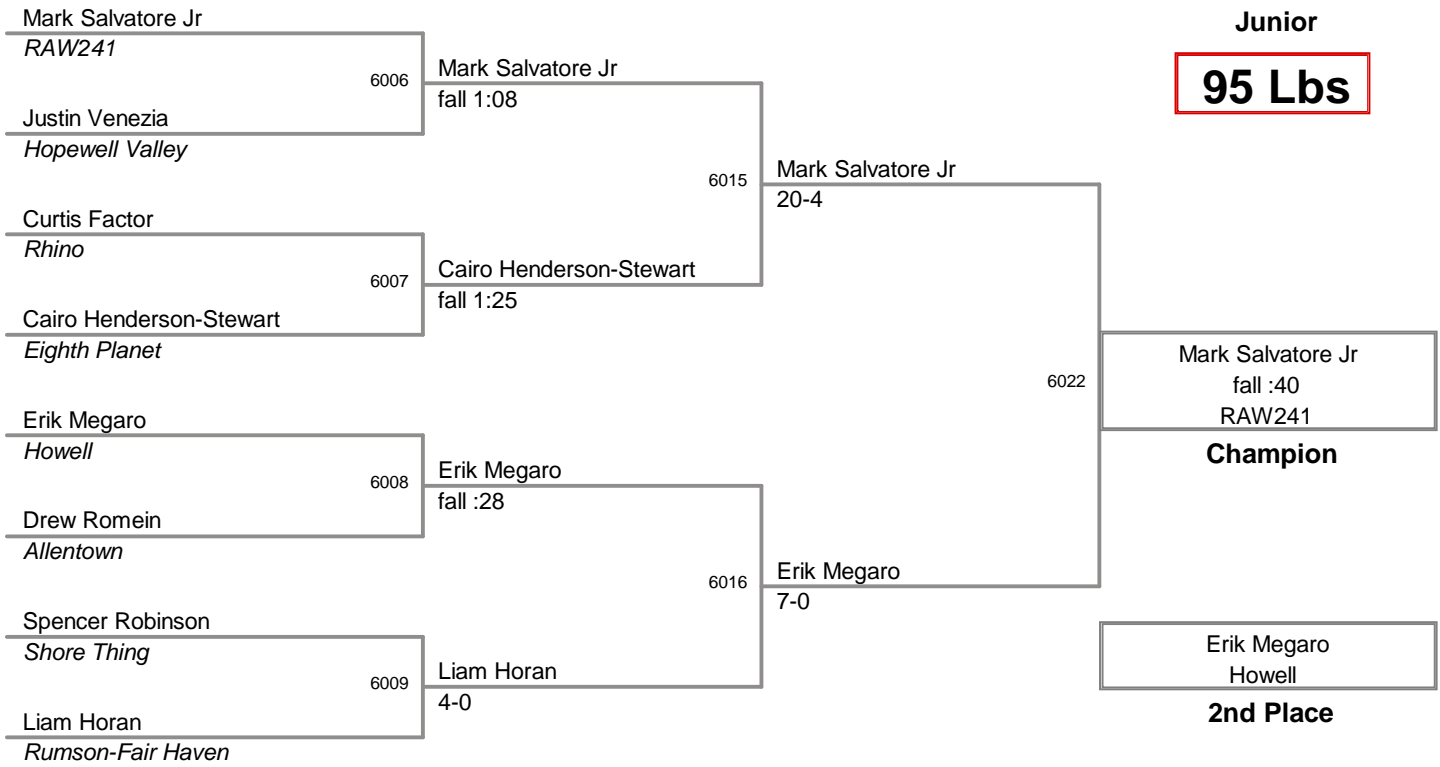 Junior
95 Lbs
Mark Salvatore Jr
RAW241
6006
Justin Venezia
Hopewell Valley
Curtis Factor
Rhino
6007
Cairo Henderson-Stewart
Eighth Planet
Erik Megaro
Howell
6008
Drew Romein
Allentown
Spencer Robinson
Shore Thing
6009
Liam Horan
Rumson-Fair Haven
Mark Salvatore Jr
fall 1:08
6015
Cairo Henderson-Stewart
fall 1:25
Erik Megaro
fall :28
6016
Liam Horan
4-0
Mark Salvatore Jr
20-4
6022
Erik Megaro
7-0
Mark Salvatore Jr
fall :40
RAW241
Champion
Erik Megaro
Howell
2nd Place